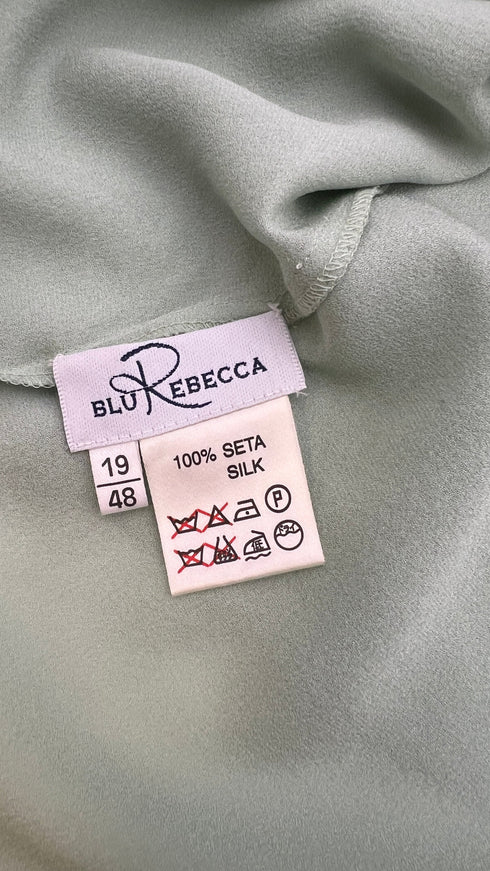 BLU REBECCA
19
48
100% SETA
SILK
P